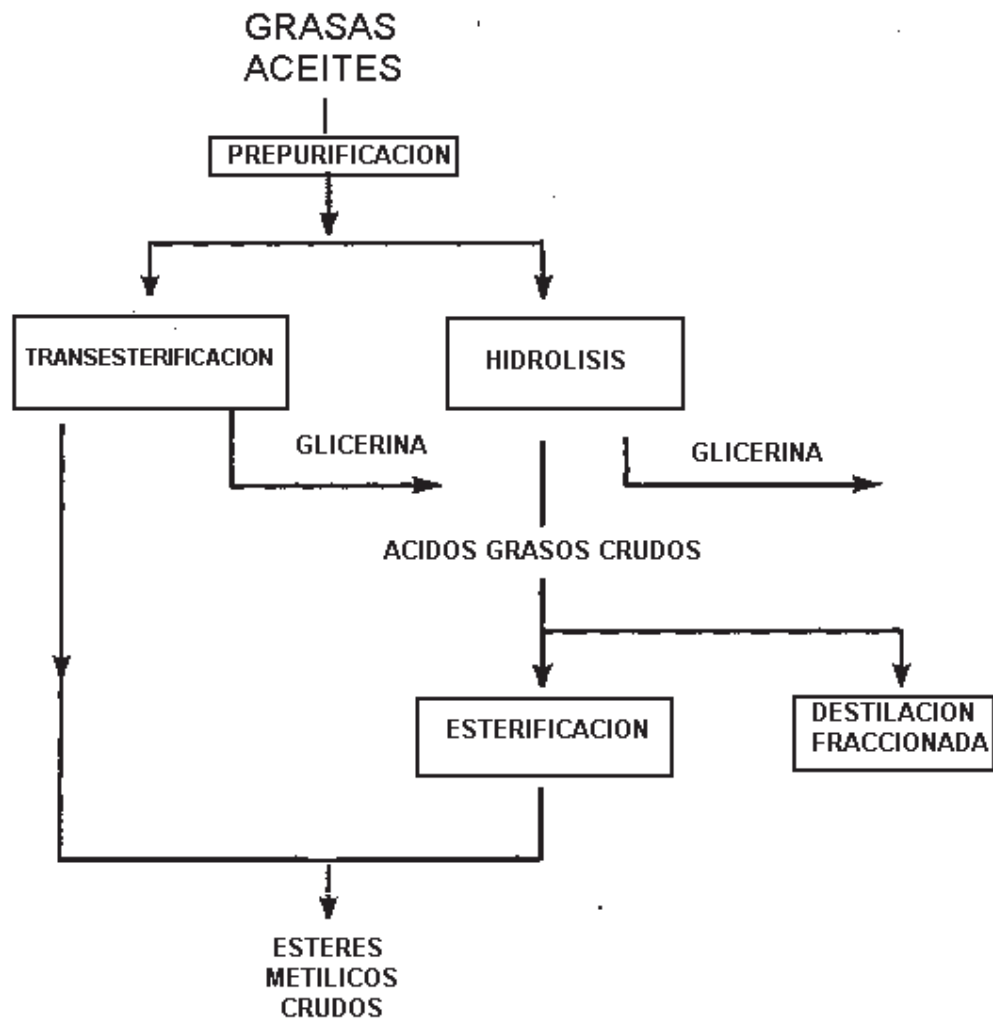 GRASAS
ACEITES
PREPURIFICACION
TRANSESTERIFICACION
HIDROLISIS
GLICERINA
GLICERINA
ACIDOS GRASOS CRUDOS
ESTERIFICACION
DESTILACION
FRACCIONADA
ESTERES
METILICOS
CRUDOS